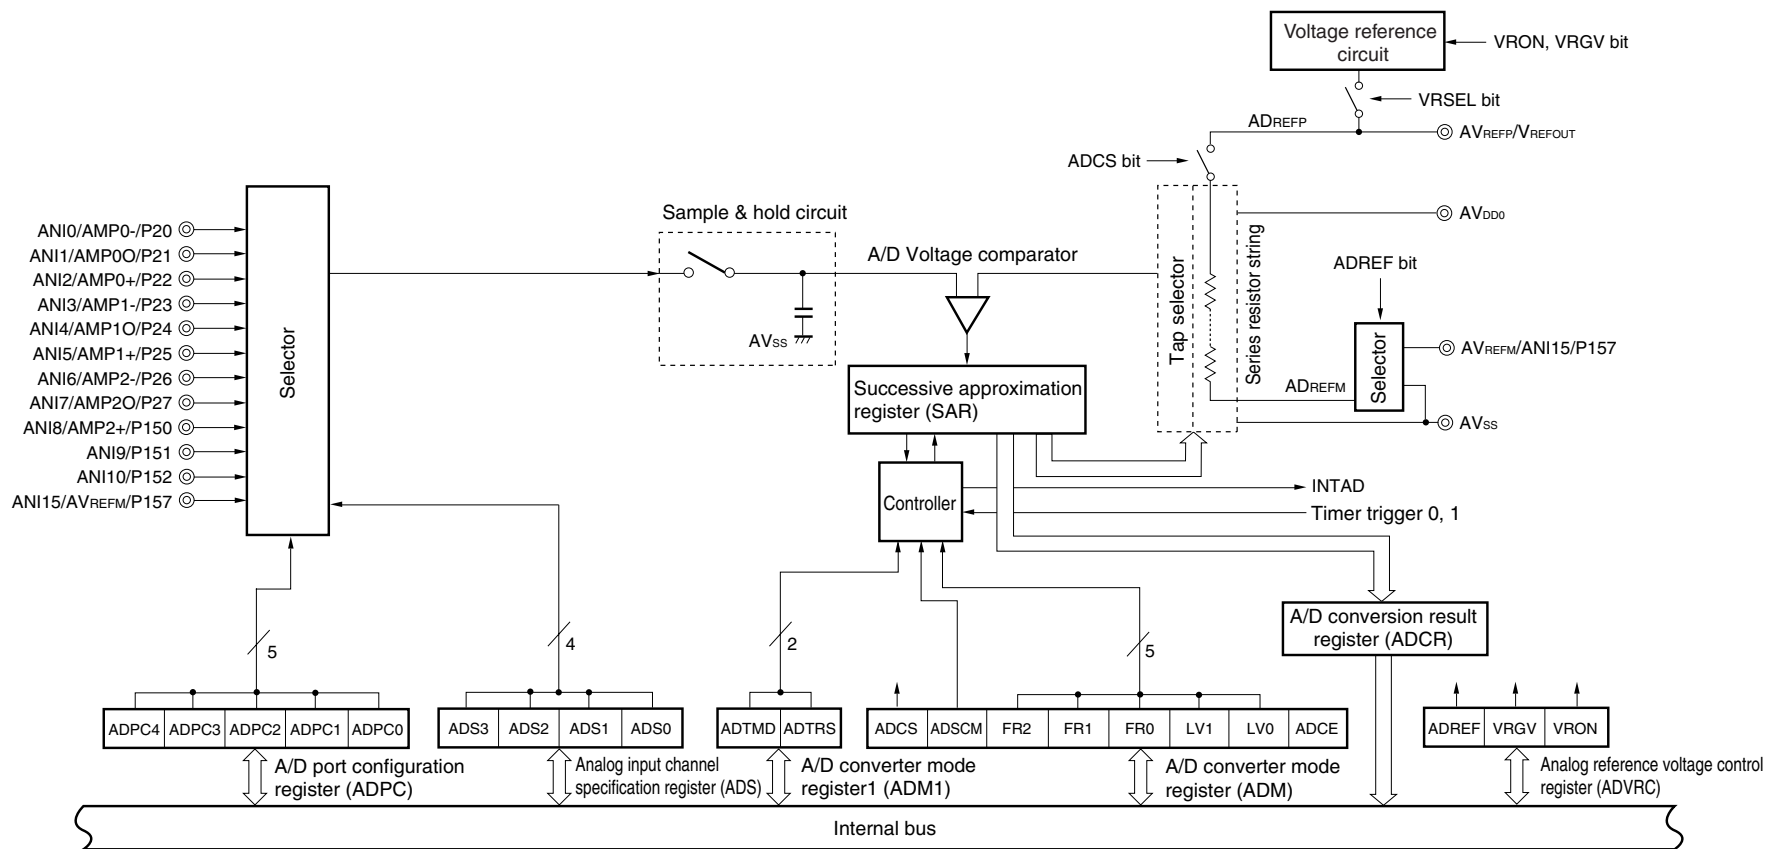 Voltage reference
circuit
VRON, VRGV bit
VRSEL bit
ADREFP
AVREFP/VREFOUT
ADCS bit
Sample & hold circuit
AVDD0
ANI0/AMP0-/P20
ANI1/AMP0O/P21
ANI2/AMP0+/P22
ANI3/AMP1-/P23
ANI4/AMP1O/P24
ANI5/AMP1+/P25
ANI6/AMP2-/P26
ANI7/AMP2O/P27
ANI8/AMP2+/P150
ANI9/P151
ANI10/P152
ANI15/AVREFM/P157
Selector
A/D Voltage comparator
AVSS
Tap selector
Series resistor string
ADREF bit
Selector
AVREFM/ANI15/P157
ADREFM
AVSS
Successive approximation
register (SAR)
Controller
INTAD
Timer trigger 0, 1
A/D conversion result
register (ADCR)
5
4
2
5
ADPC4 ADPC3 ADPC2 ADPC1 ADPC0
ADS3 ADS2 ADS1 ADS0
ADTMD ADTRS
ADCS ADSCM FR2 FR1 FR0 LV1 LV0 ADCE
ADREF VRGV VRON
A/D port configuration
register (ADPC)
Analog input channel
specification register (ADS)
A/D converter mode
register1 (ADM1)
A/D converter mode
register (ADM)
Analog reference voltage control
register (ADVRC)
Internal bus